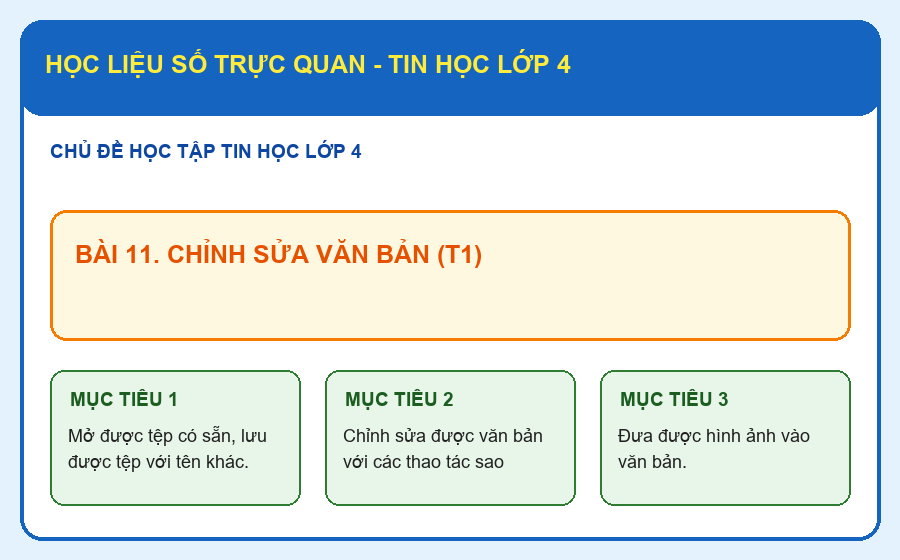 HỌC LIỆU SỐ TRỰC QUAN - TIN HỌC LỚP 4
CHỦ ĐỀ HỌC TẬP TIN HỌC LỚP 4
BÀI 11. CHỈNH SỬA VĂN BẢN (T1)
MỤC TIÊU 1
Mở được tệp có sẵn, lưu
được tệp với tên khác.
MỤC TIÊU 2
Chỉnh sửa được văn bản
với các thao tác sao
MỤC TIÊU 3
Đưa được hình ảnh vào
văn bản.